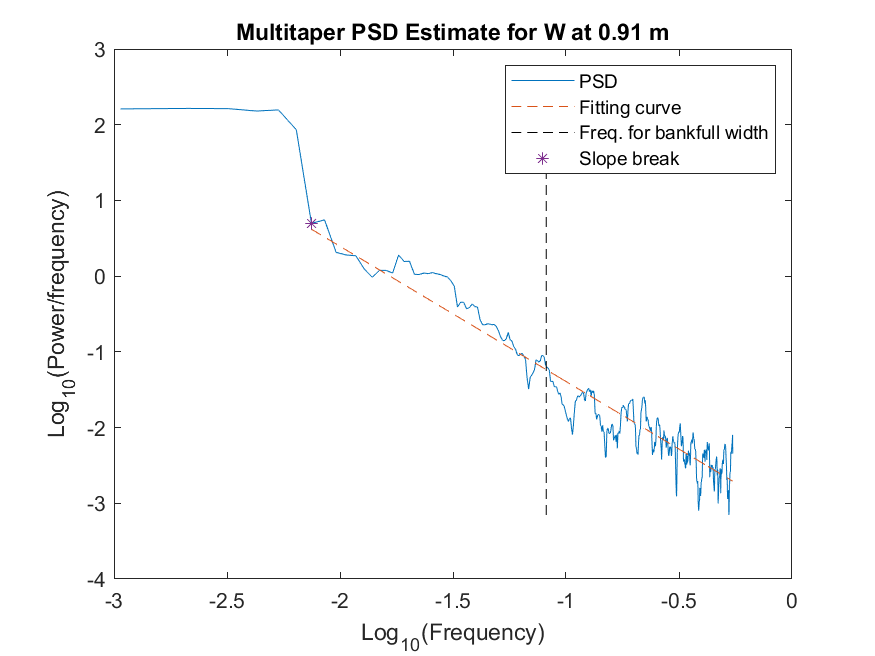 Multitaper PSD Estimate for W at 0.91 m
PSD
Fitting curve
Freq. for bankfull width
Slope break
3
2
1
0
-1
-2
-3
-4
Log10(Power/frequency)
-3
-2.5
-2
-1.5
-1
-0.5
0
Log10(Frequency)